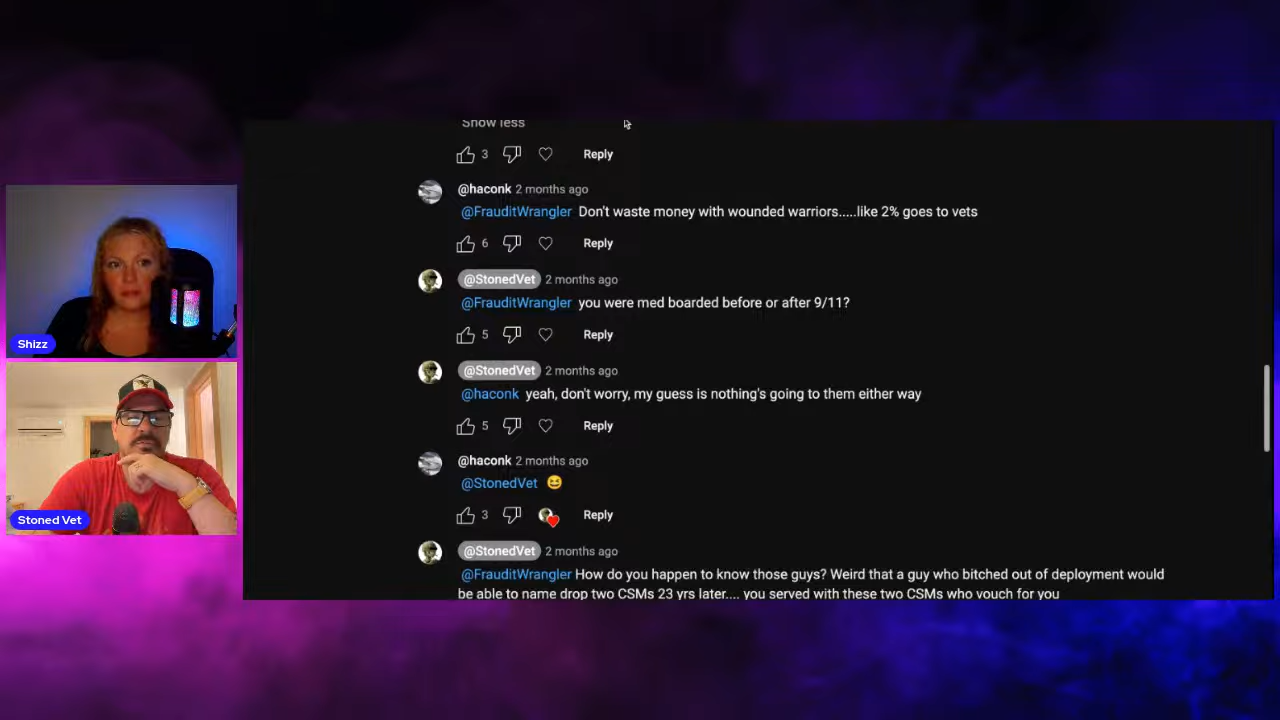 Show less
3 Reply
@haconk 2 months ago
@FrauditWrangler Don't waste money with wounded warriors.....like 2% goes to vets
6 Reply
@StonedVet 2 months ago
@FrauditWrangler you were med boarded before or after 9/11?
5 Reply
@StonedVet 2 months ago
@haconk yeah, don't worry, my guess is nothing's going to them either way
5 Reply
@haconk 2 months ago
@StonedVet 😆
3 Reply
@StonedVet 2 months ago
@FrauditWrangler How do you happen to know those guys? Weird that a guy who bitched out of deployment would
be able to name drop two CSMs 23 yrs later.... you served with these two CSMs who vouch for you
Shizz
Stoned Vet